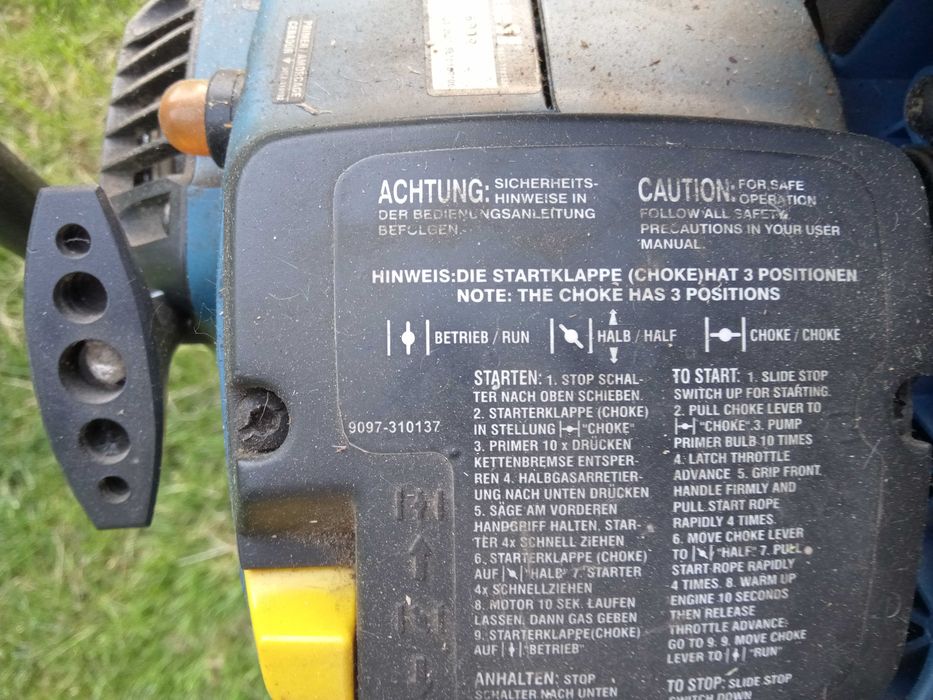 ACHTUNG: SICHERHEITS-
HINWEISE IN
DER BEDIENUNGSANLEITUNG
BEFOLGEN.
CAUTION: FOR SAFE
OPERATION
FOLLOW ALL SAFETY
PRECAUTIONS IN YOUR USER
MANUAL.
HINWEIS:DIE STARTKLAPPE (CHOKE)HAT 3 POSITIONEN
NOTE: THE CHOKE HAS 3 POSITIONS
BETRIEB / RUN
HALB / HALF
CHOKE / CHOKE
STARTEN: 1. STOP SCHAL-
TER NACH OBEN SCHIEBEN.
2. STARTERKLAPPE (CHOKE)
IN STELLUNG "CHOKE"
3. PRIMER 10 x DRÜCKEN
KETTENBREMSE ENTSPER-
REN 4. HALBGASARRETIER-
UNG NACH UNTEN DRÜCKEN
5. SÄGE AM VORDEREN
HANDGRIFF HALTEN. STAR-
TER 4x SCHNELL ZIEHEN
6. STARTERKLAPPE (CHOKE)
AUF "HALB" 7. STARTER
4x SCHNELLZIEHEN
8. MOTOR 10 SEK. LAUFEN
LASSEN, DANN GAS GEBEN
9. STARTERKLAPPE(CHOKE)
AUF "BETRIEB"
ANHALTEN: STOP
SCHALTER NACH UNTEN
TO START: 1. SLIDE STOP
SWITCH UP FOR STARTING.
2. PULL CHOKE LEVER TO
"CHOKE". 3. PUMP
PRIMER BULB 10 TIMES
4. LATCH THROTTLE
ADVANCE 5. GRIP FRONT
HANDLE FIRMLY AND
PULL START ROPE
RAPIDLY 4 TIMES.
6. MOVE CHOKE LEVER
TO "HALF" 7. PULL
START ROPE RAPIDLY
4 TIMES. 8. WARM UP
ENGINE 10 SECONDS
THEN RELEASE
THROTTLE ADVANCE:
GO TO 9. 9. MOVE CHOKE
LEVER TO "RUN"
TO STOP: SLIDE STOP
SWITCH DOWN
9097-310137